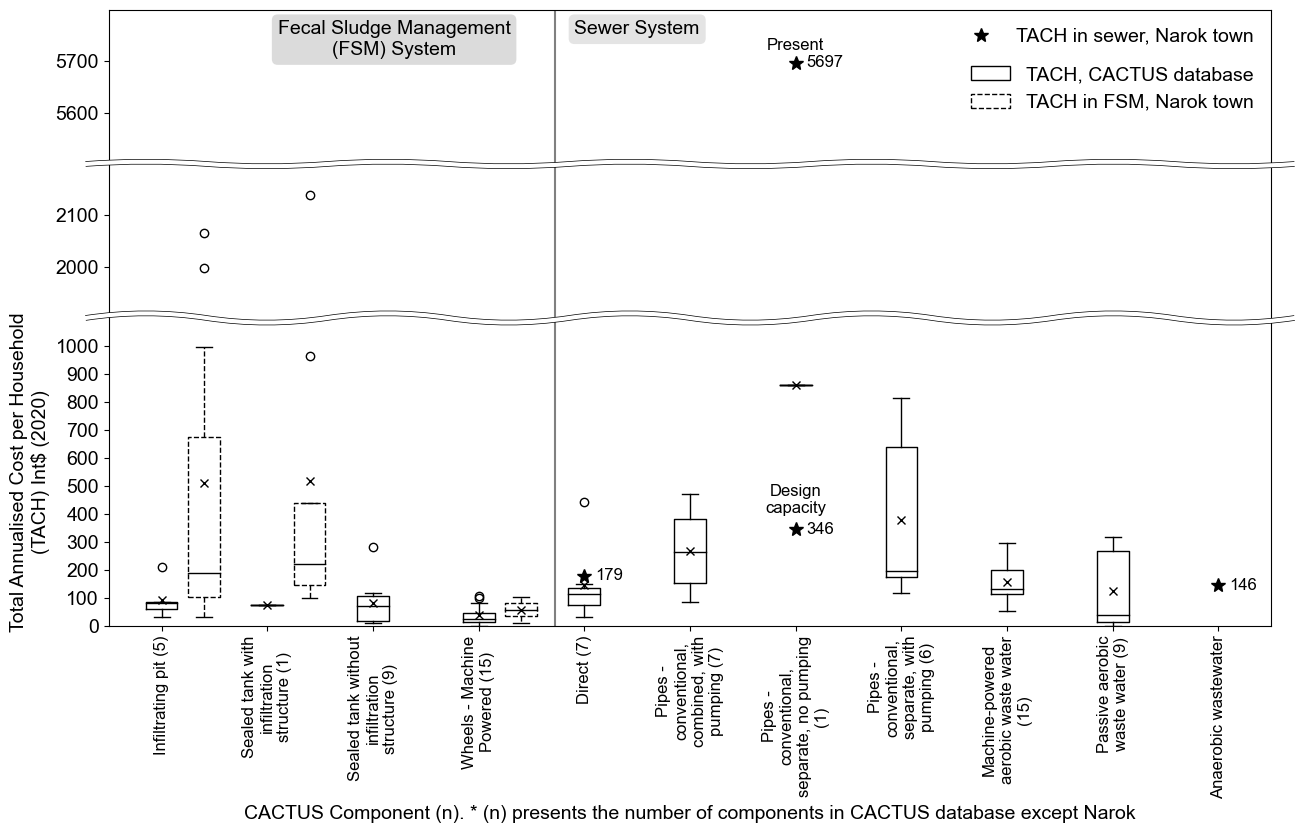 Fecal Sludge Management
(FSM) System
Sewer System
TACH in sewer, Narok town
TACH, CACTUS database
TACH in FSM, Narok town
Present
5697
5700
5600
2100
2000
1000
900
800
700
600
500
400
300
200
100
0
Design
capacity
346
179
146
Total Annualised Cost per Household
(TACH) Int$ (2020)
Infiltrating pit (5)
Sealed tank with
infiltration
structure (1)
Sealed tank without
infiltration
structure (9)
Wheels - Machine
Powered (15)
Direct (7)
Pipes -
conventional,
combined, with
pumping (7)
Pipes -
conventional,
separate, no pumping
(1)
Pipes -
conventional,
separate, with
pumping (6)
Machine-powered
aerobic waste water
(15)
Passive aerobic
waste water (9)
Anaerobic wastewater
CACTUS Component (n). * (n) presents the number of components in CACTUS database except Narok